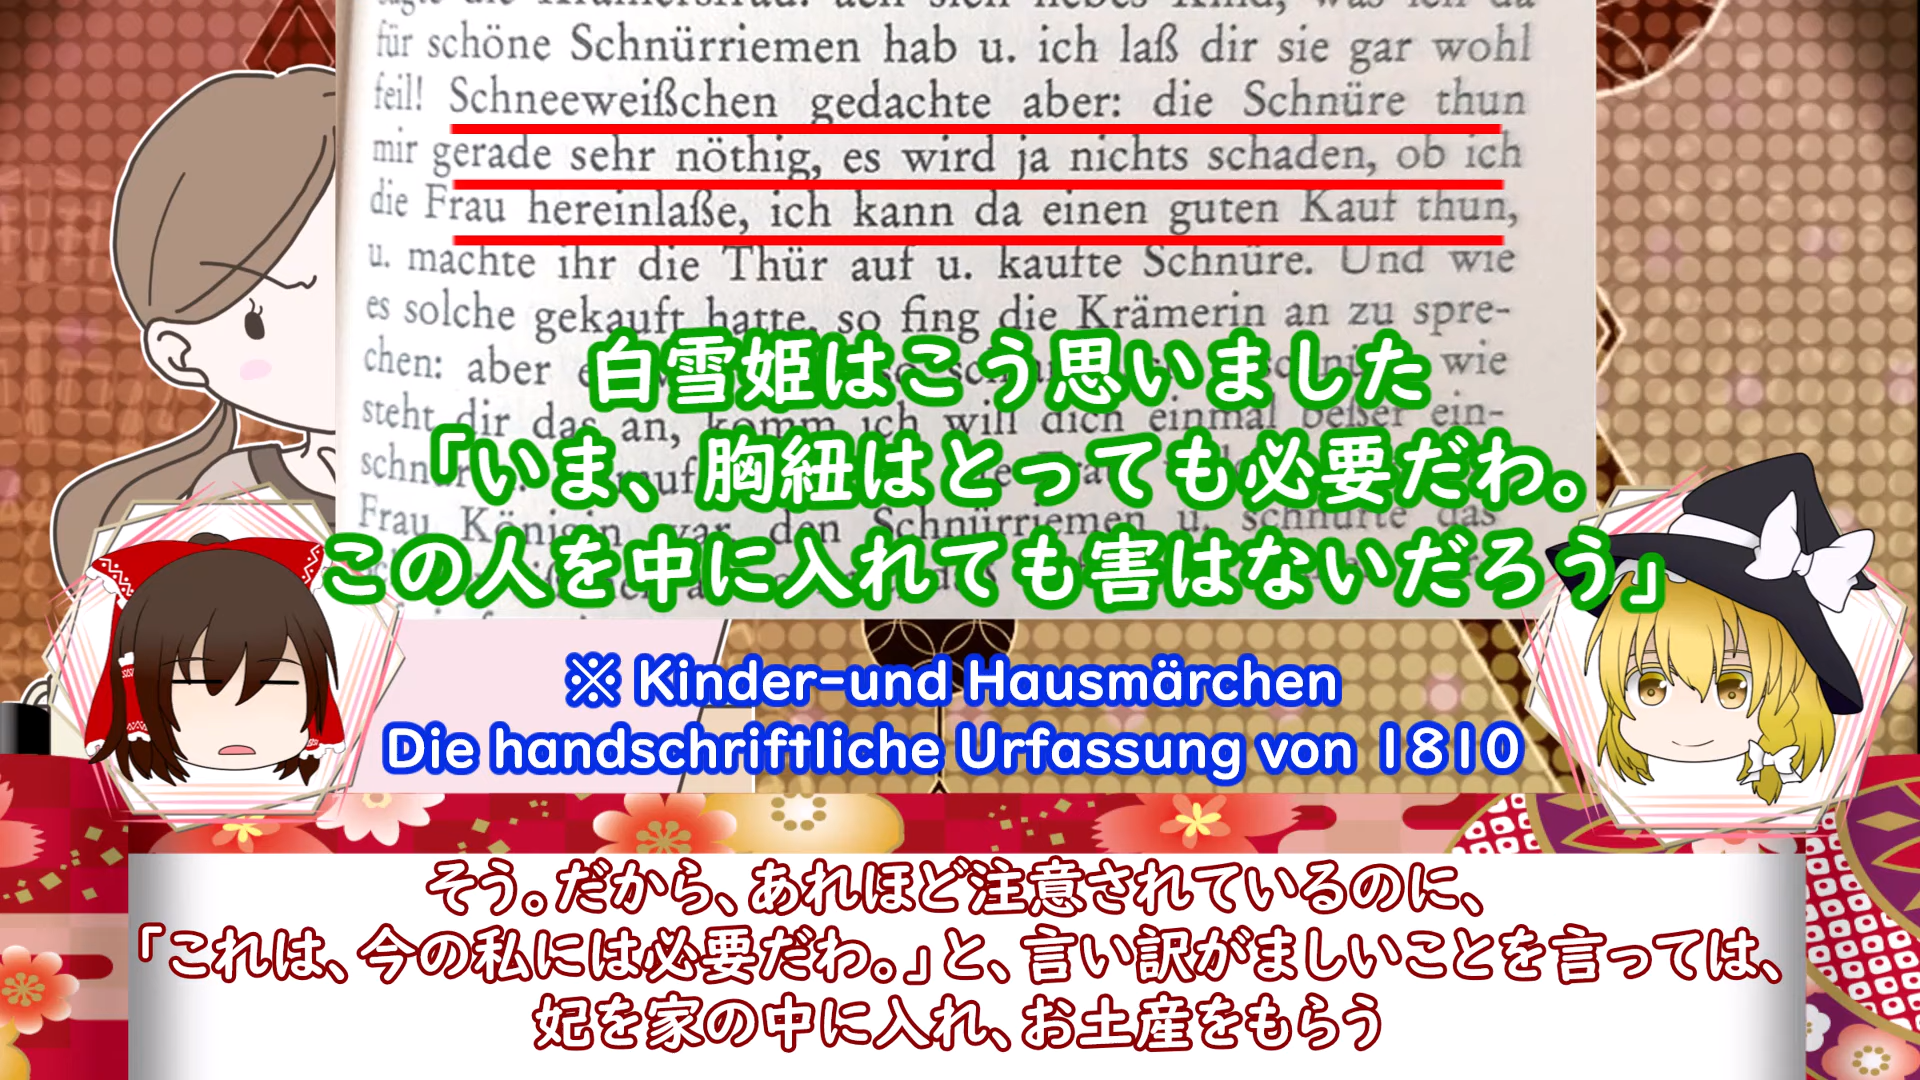 für schöne Schnürriemen hab u. ich laß dir sie gar wohl
feil! Schneeweißchen gedachte aber: die Schnüre thun
mir gerade sehr nöthig, es wird ja nichts schaden, ob ich
die Frau hereinlaße, ich kann da einen guten Kauf thun,
u. machte ihr die Thür auf u. kaufte Schnüre. Und wie
es solche gekauft hatte, so fing die Krämerin an zu spre-
chen: aber wie
steht dir das an, komm ich will dich einmal beßer ein-
Frau Königin war den Schnürriemen u. schnürte das
白雪姫はこう思いました
「いま、胸紐はとっても必要だわ。
この人を中に入れても害はないだろう」
※ Kinder-und Hausmärchen
Die handschriftliche Urfassung von 1810
そう。だから、あれほど注意されているのに、
「これは、今の私には必要だわ。」と、言い訳がましいことを言っては、
妃を家の中に入れ、お土産をもらう